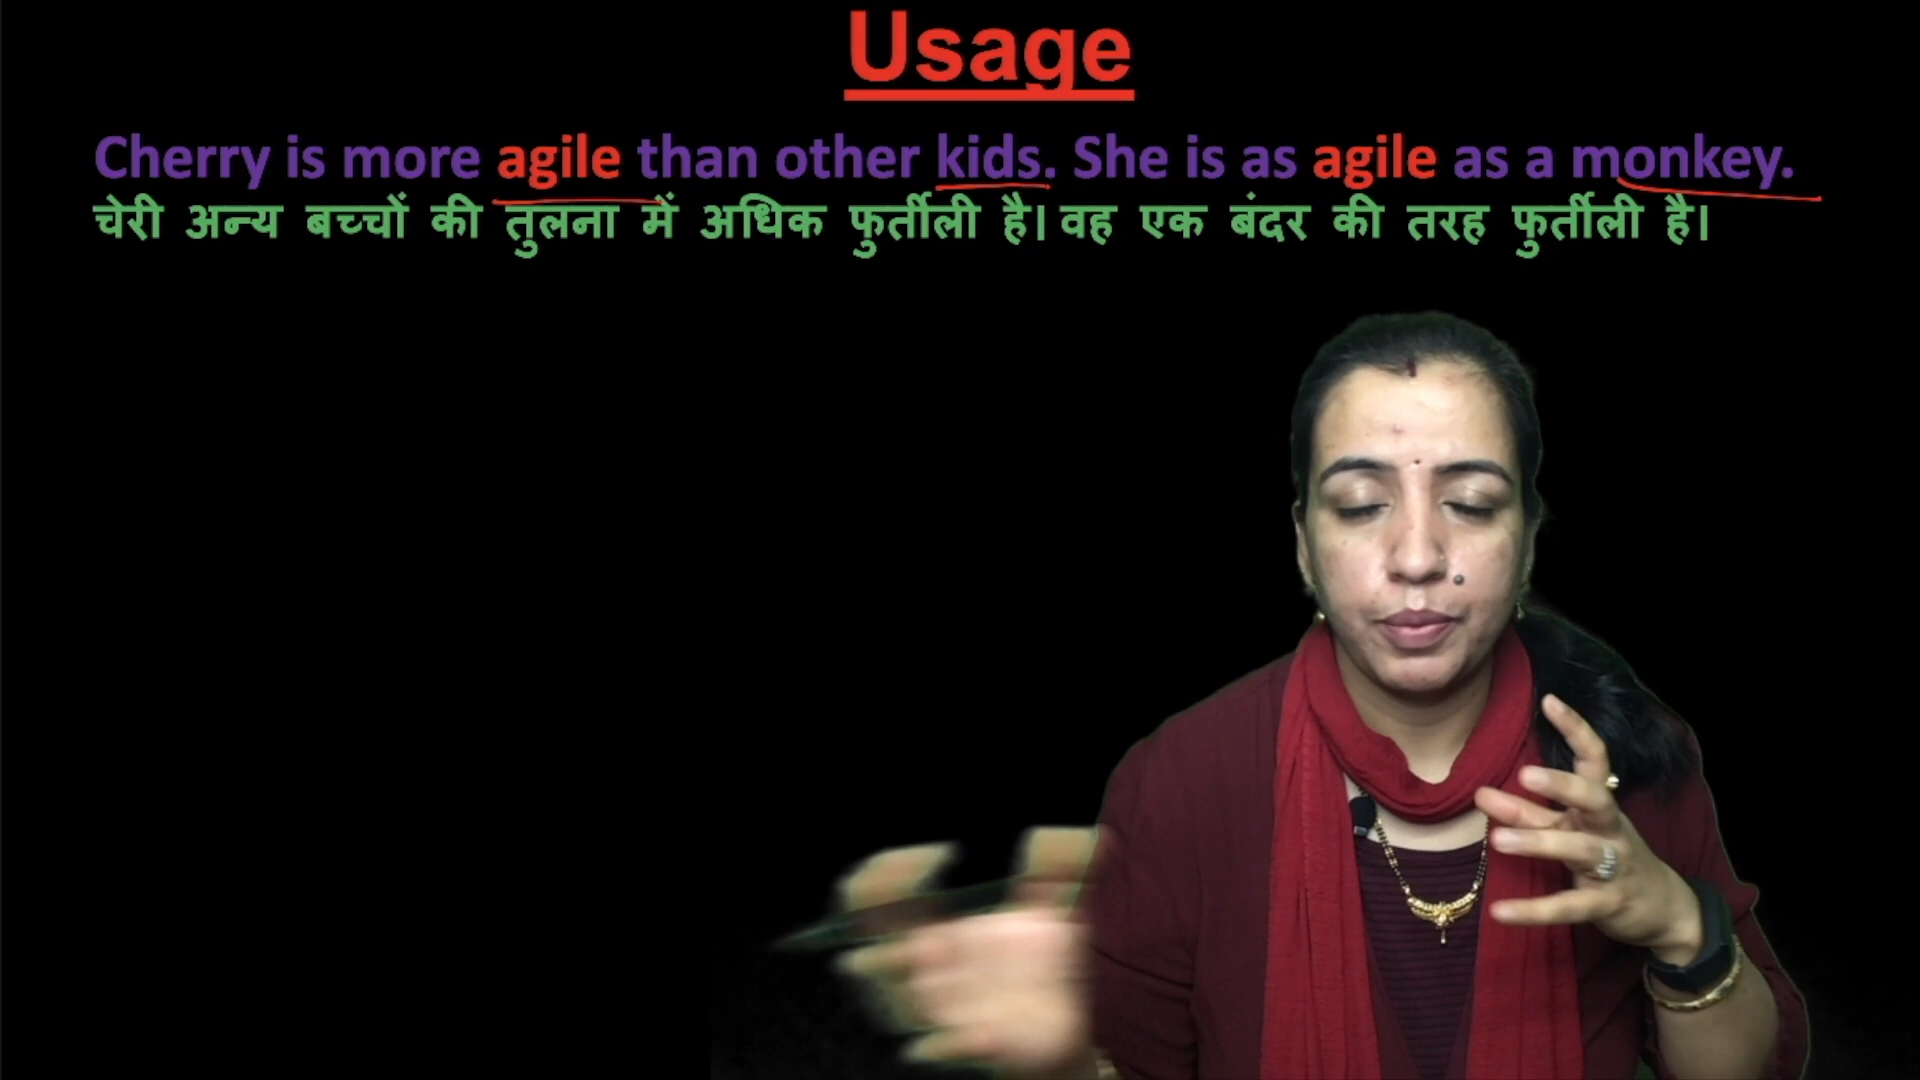 Usage
Cherry is more agile than other kids. She is as agile as a monkey.
चेरी अन्य बच्चों की तुलना में अधिक फुर्तीली है। वह एक बंदर की तरह फुर्तीली है।